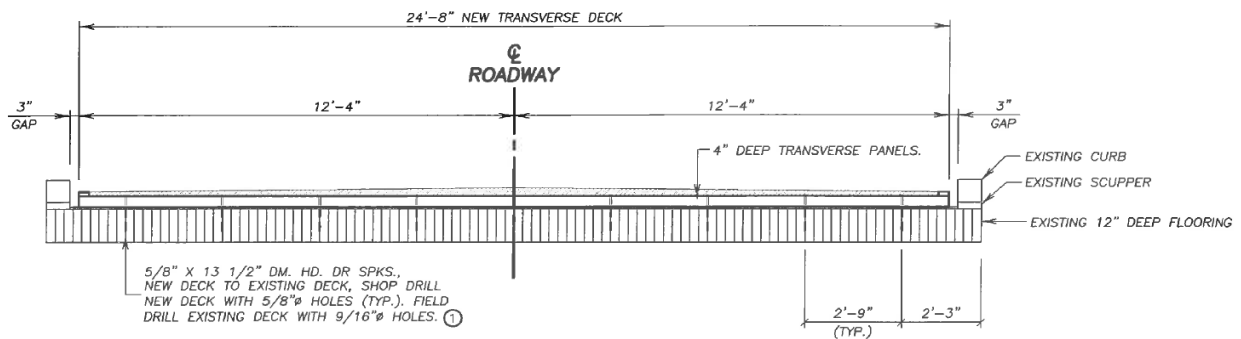 24'-8" NEW TRANSVERSE DECK
℄
ROADWAY
3"
GAP
12'-4"
12'-4"
3"
GAP
4" DEEP TRANSVERSE PANELS.
EXISTING CURB
EXISTING SCUPPER
EXISTING 12" DEEP FLOORING
5/8" X 13 1/2" DM. HD. DR SPKS.,
NEW DECK TO EXISTING DECK, SHOP DRILL
NEW DECK WITH 5/8"ø HOLES (TYP.). FIELD
DRILL EXISTING DECK WITH 9/16"ø HOLES. ①
2'-9"
(TYP.)
2'-3"